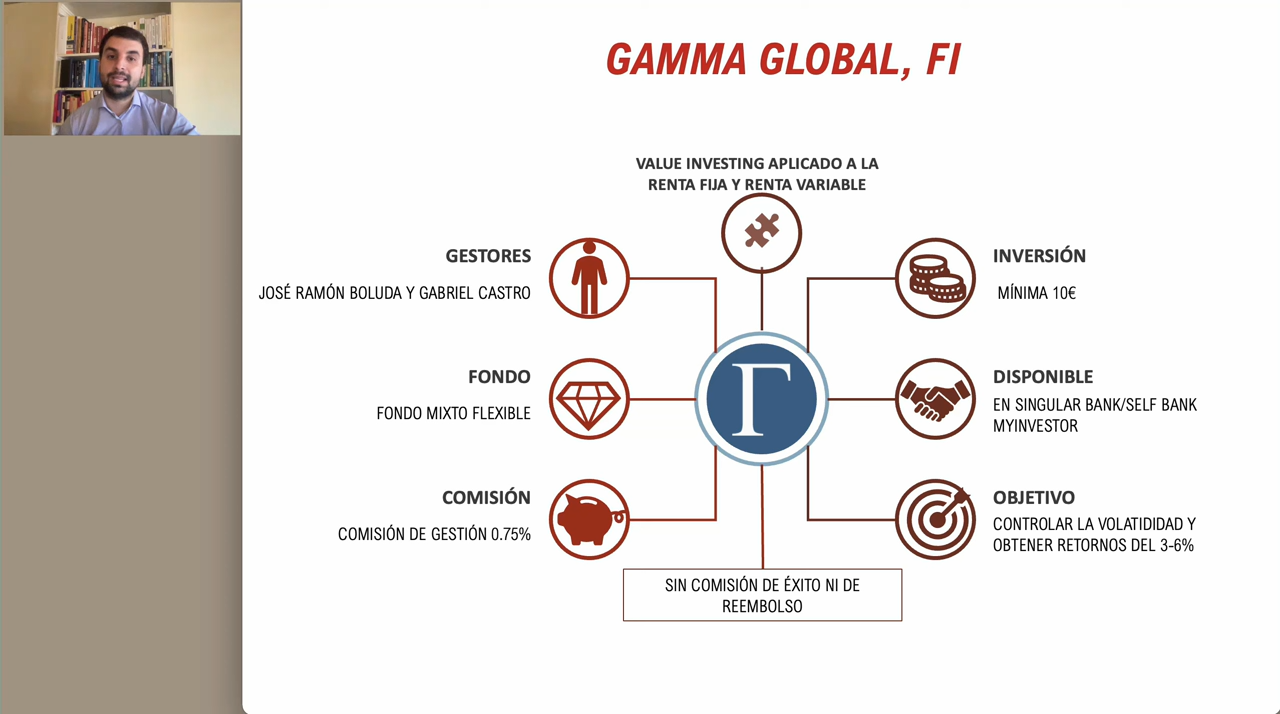 GAMMA GLOBAL, FI
VALUE INVESTING APLICADO A LA
RENTA FIJA Y RENTA VARIABLE
GESTORES
JOSÉ RAMÓN BOLUDA Y GABRIEL CASTRO
FONDO
FONDO MIXTO FLEXIBLE
COMISIÓN
COMISIÓN DE GESTIÓN 0.75%
Γ
INVERSIÓN
MÍNIMA 10€
DISPONIBLE
EN SINGULAR BANK/SELF BANK
MYINVESTOR
OBJETIVO
CONTROLAR LA VOLATIDIDAD Y
OBTENER RETORNOS DEL 3-6%
SIN COMISIÓN DE ÉXITO NI DE
REEMBOLSO